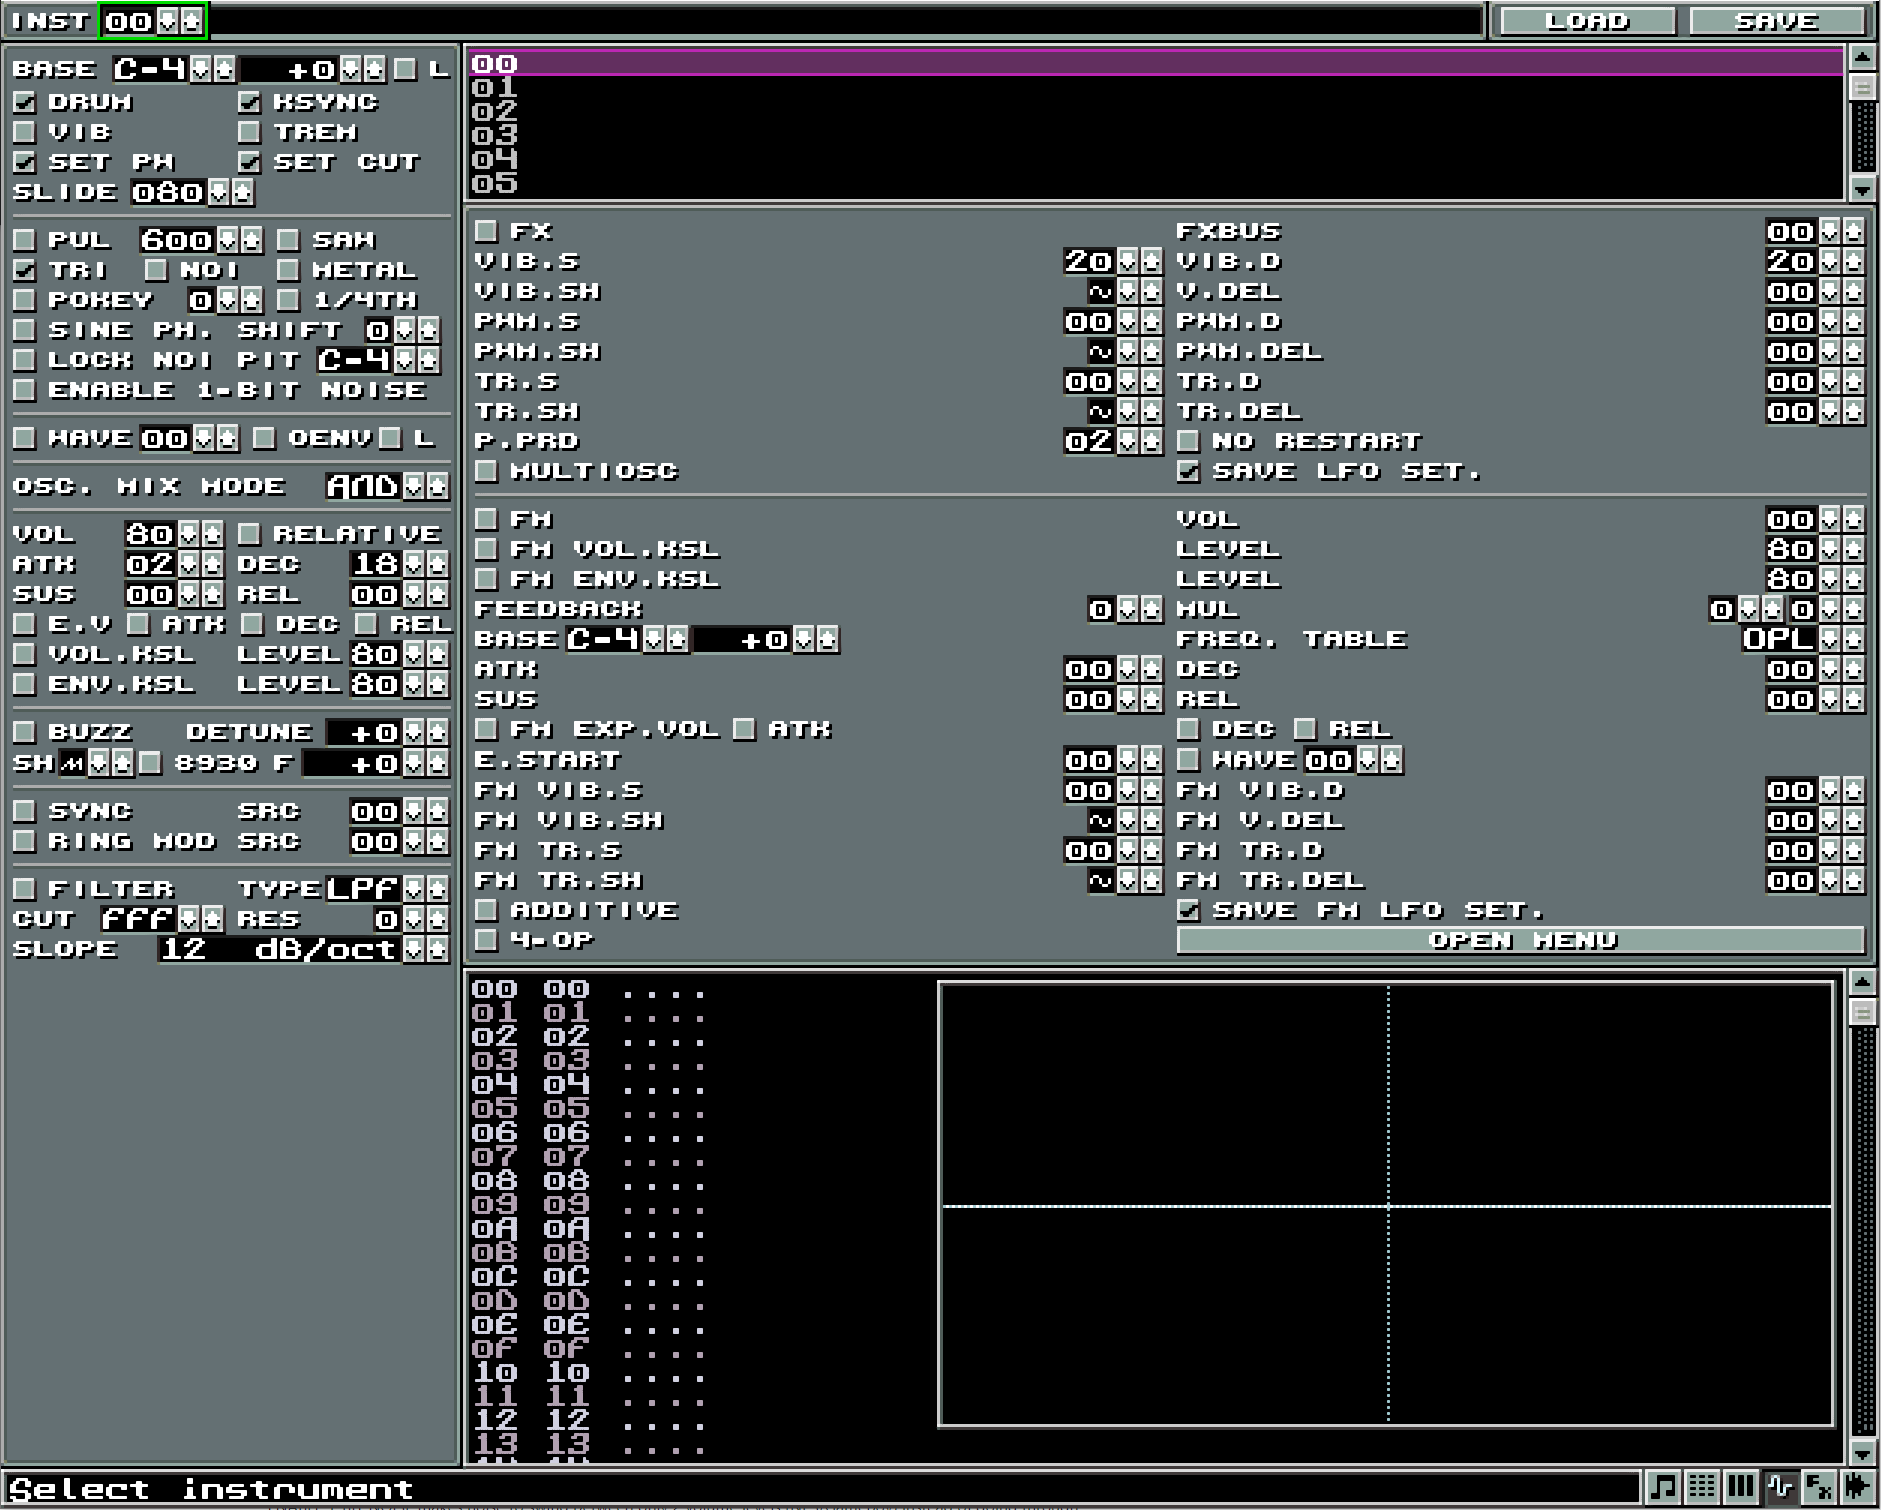 INST 00 LOAD SAVE
BASE C-4 +0 L
DRUM KSYNC
VIB TREM
SET PW SET CUT
SLIDE 080
PUL 600 SAW
TRI NOI METAL
POKEY 0 1/4TH
SINE PH. SHIFT 0
LOCK NOI PIT C-4
ENABLE 1-BIT NOISE
WAVE 00 OENV L
OSC. MIX MODE AND
VOL 80 RELATIVE
ATK 02 DEC 18
SUS 00 REL 00
E.V ATK DEC REL
VOL.KSL LEVEL 80
ENV.KSL LEVEL 80
BUZZ DETUNE +0
SH 8930 F +0
SYNC SRC 00
RING MOD SRC 00
FILTER TYPE LPF
CUT FFF RES 0
SLOPE 12 dB/oct
00
01
02
03
04
05
FX FXBUS 00
VIB.S 20 VIB.D 20
VIB.SH ~ V.DEL 00
PWM.S 00 PWM.D 00
PWM.SH ~ PWM.DEL 00
TR.S 00 TR.D 00
TR.SH ~ TR.DEL 00
P.PRD 02 NO RESTART
MULTIOSC SAVE LFO SET.
FM VOL 00
FM VOL.KSL LEVEL 80
FM ENV.KSL LEVEL 80
FEEDBACK 0 MUL 0 0
BASE C-4 +0 FREQ. TABLE OPL
ATK 00 DEC 00
SUS 00 REL 00
FM EXP.VOL ATK DEC REL
E.START 00 WAVE 00
FM VIB.S 00 FM VIB.D 00
FM VIB.SH ~ FM V.DEL 00
FM TR.S 00 FM TR.D 00
FM TR.SH ~ FM TR.DEL 00
ADDITIVE SAVE FM LFO SET.
4-OP OPEN MENU
00 00 ....
01 01 ....
02 02 ....
03 03 ....
04 04 ....
05 05 ....
06 06 ....
07 07 ....
08 08 ....
09 09 ....
0A 0A ....
0B 0B ....
0C 0C ....
0D 0D ....
0E 0E ....
0F 0F ....
10 10 ....
11 11 ....
12 12 ....
13 13 ....
Select instrument
Fx